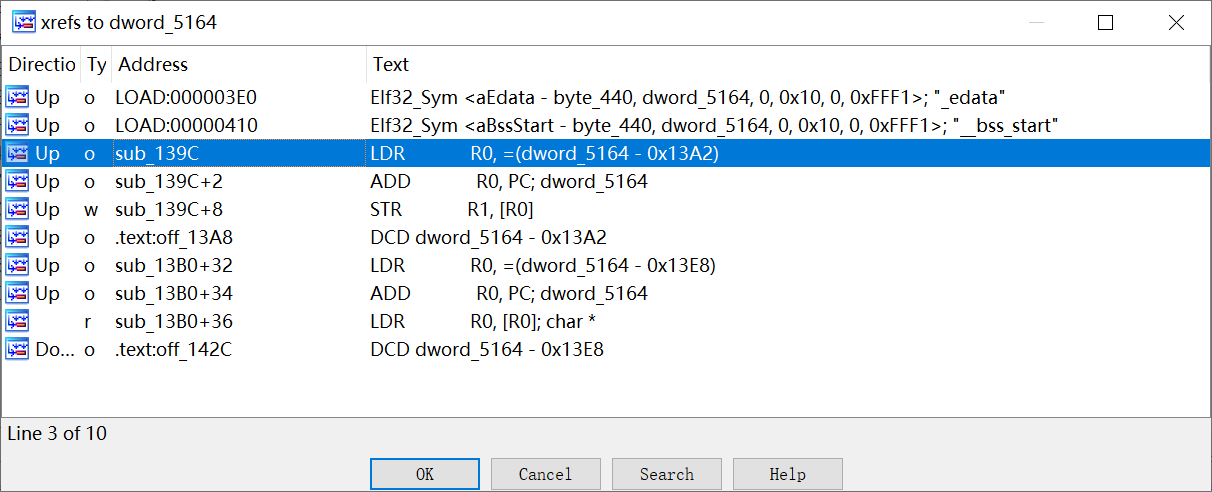 xrefs to dword_5164
Directio Ty Address Text
Up o LOAD:000003E0 Elf32_Sym <aEdata - byte_440, dword_5164, 0, 0x10, 0, 0xFFF1>; "_edata"
Up o LOAD:00000410 Elf32_Sym <aBssStart - byte_440, dword_5164, 0, 0x10, 0, 0xFFF1>; "__bss_start"
Up o sub_139C LDR R0, =(dword_5164 - 0x13A2)
Up o sub_139C+2 ADD R0, PC; dword_5164
Up w sub_139C+8 STR R1, [R0]
Up o .text:off_13A8 DCD dword_5164 - 0x13A2
Up o sub_13B0+32 LDR R0, =(dword_5164 - 0x13E8)
Up o sub_13B0+34 ADD R0, PC; dword_5164
r sub_13B0+36 LDR R0, [R0]; char *
Do... o .text:off_142C DCD dword_5164 - 0x13E8
Line 3 of 10
OK Cancel Search Help